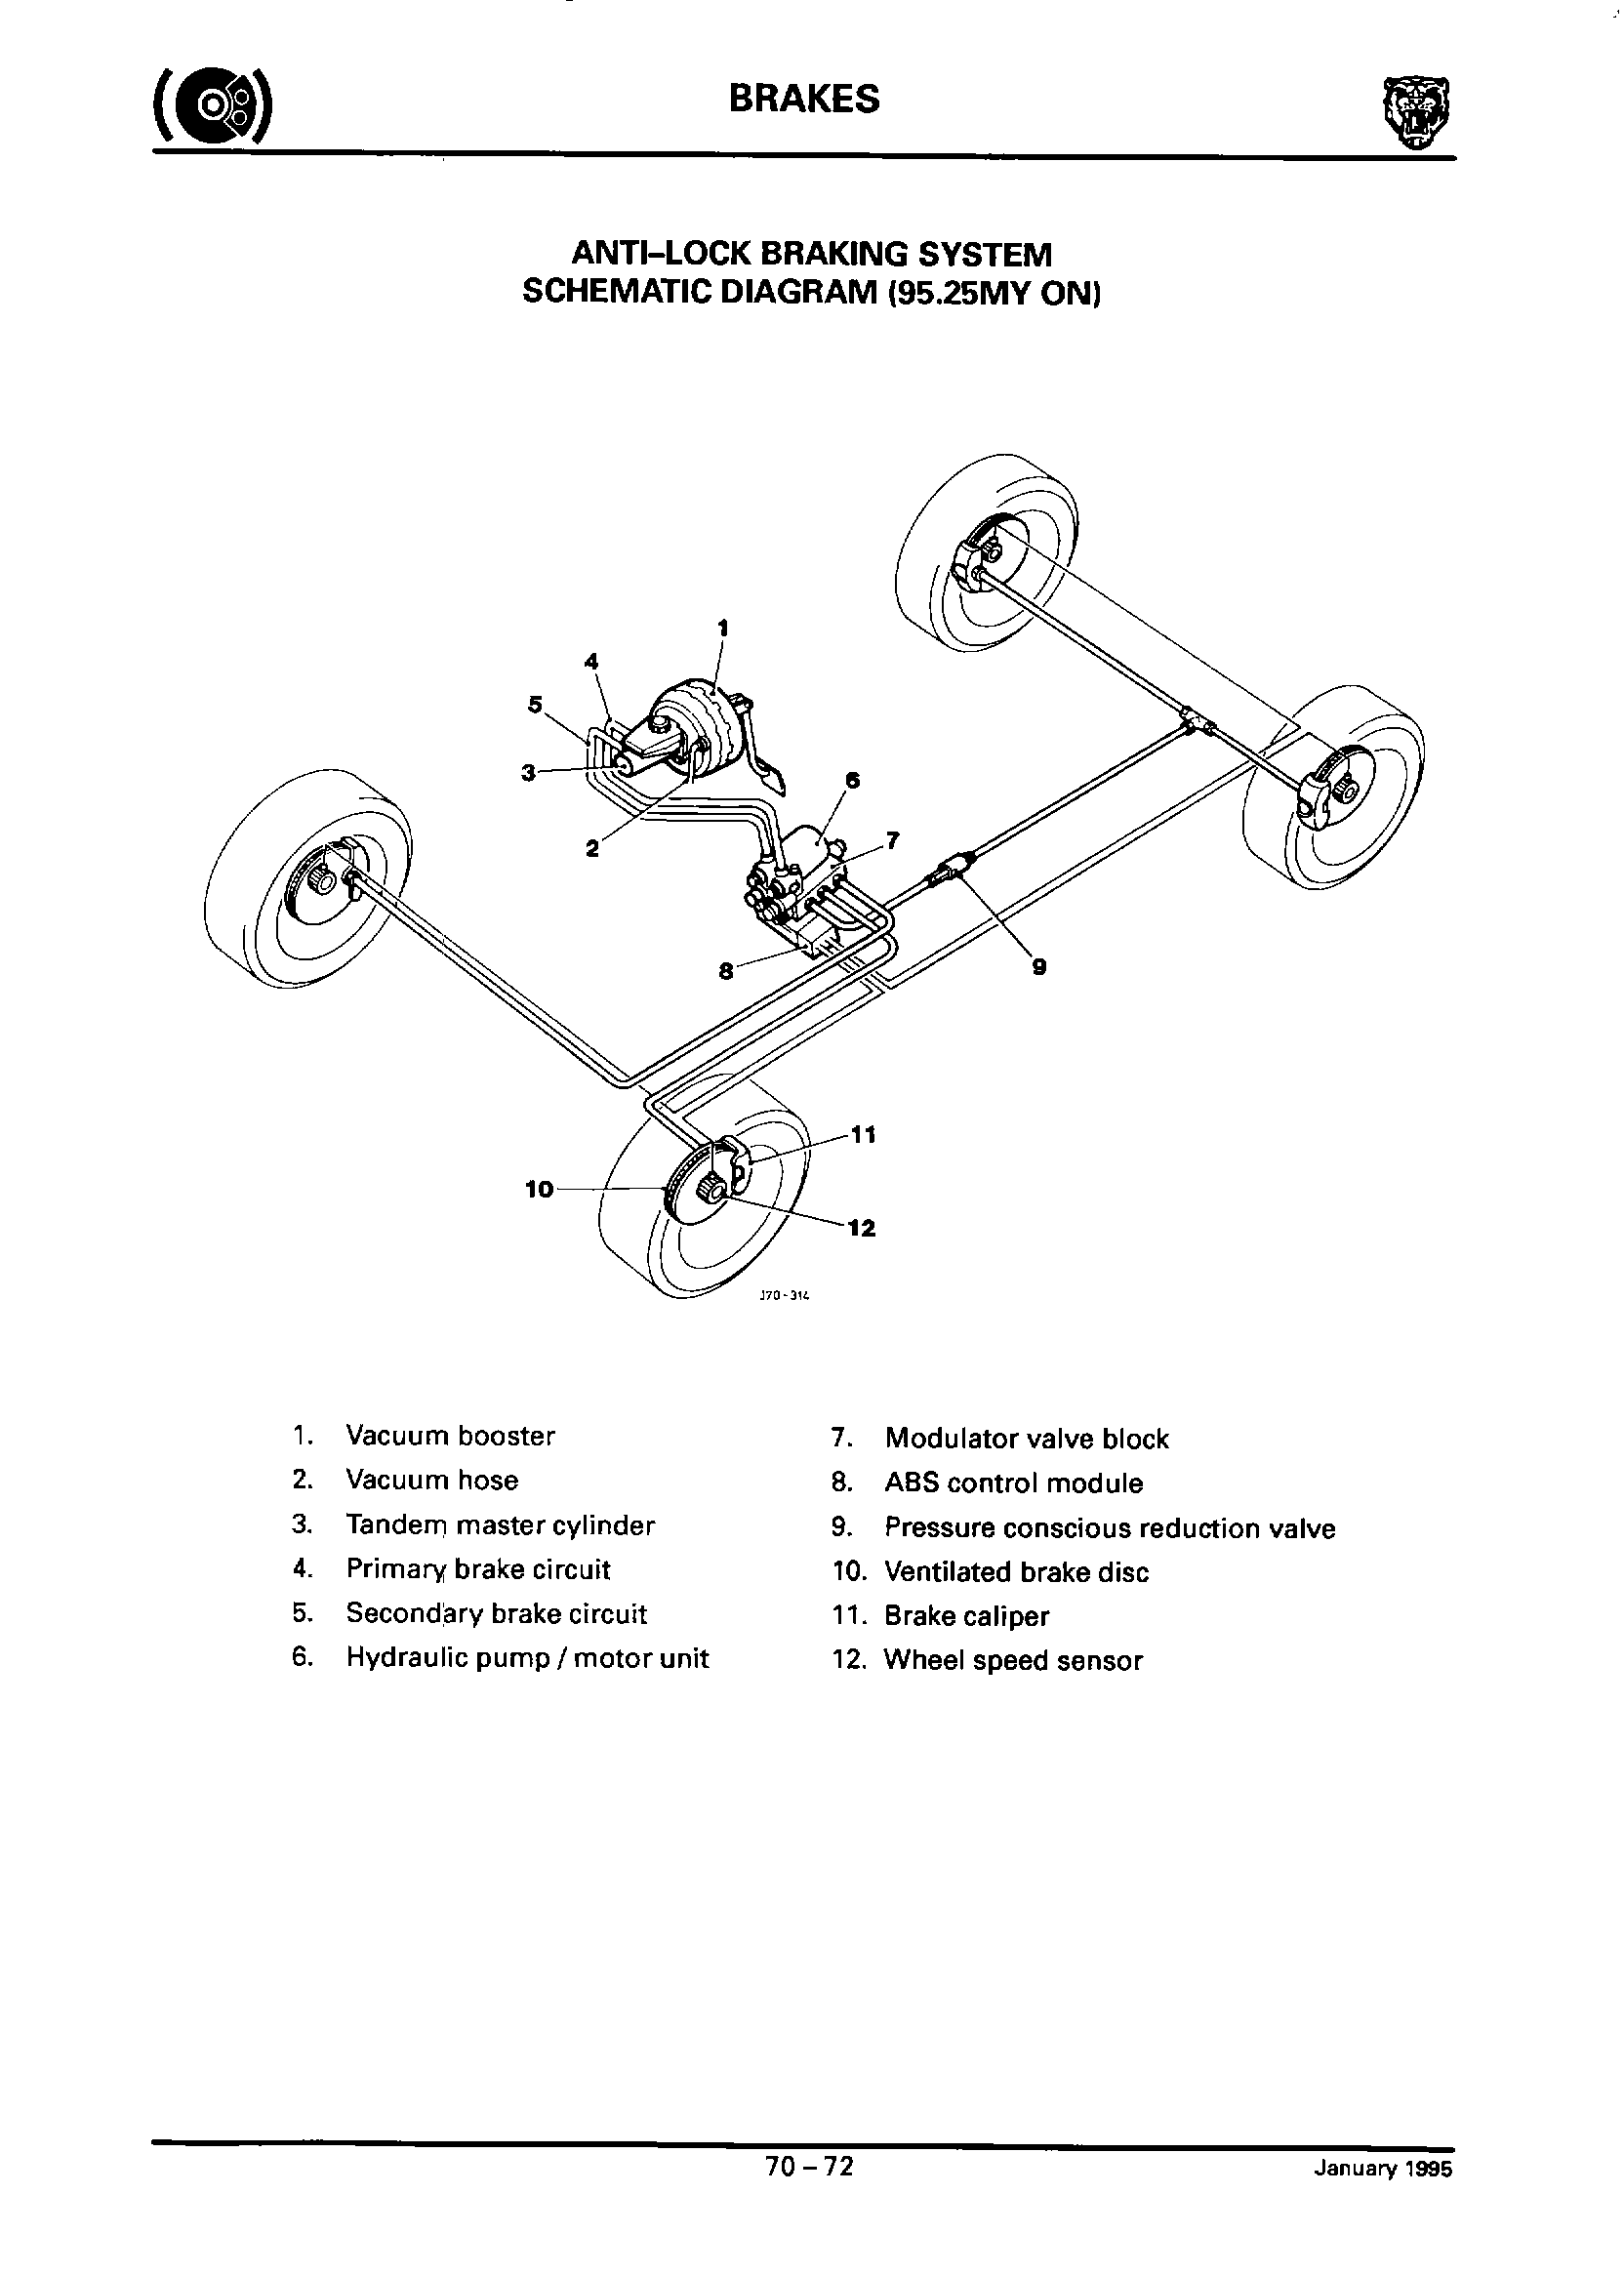 BRAKES
ANTI–LOCK BRAKING SYSTEM
SCHEMATIC DIAGRAM (95.25MY ON)
1
4
5
3
2
6
7
8
9
11
10
12
J70-314
1. Vacuum booster
2. Vacuum hose
3. Tandem master cylinder
4. Primary brake circuit
5. Secondary brake circuit
6. Hydraulic pump / motor unit
7. Modulator valve block
8. ABS control module
9. Pressure conscious reduction valve
10. Ventilated brake disc
11. Brake caliper
12. Wheel speed sensor
70 – 72
January 1995